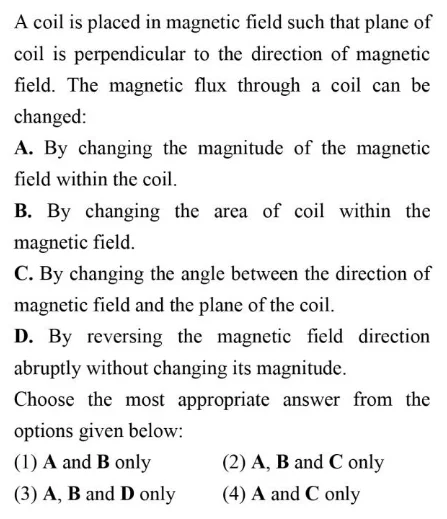 A coil is placed in magnetic field such that plane of
coil is perpendicular to the direction of magnetic
field. The magnetic flux through a coil can be
changed:
A. By changing the magnitude of the magnetic
field within the coil.
B. By changing the area of coil within the
magnetic field.
C. By changing the angle between the direction of
magnetic field and the plane of the coil.
D. By reversing the magnetic field direction
abruptly without changing its magnitude.
Choose the most appropriate answer from the
options given below:
(1) A and B only (2) A, B and C only
(3) A, B and D only (4) A and C only